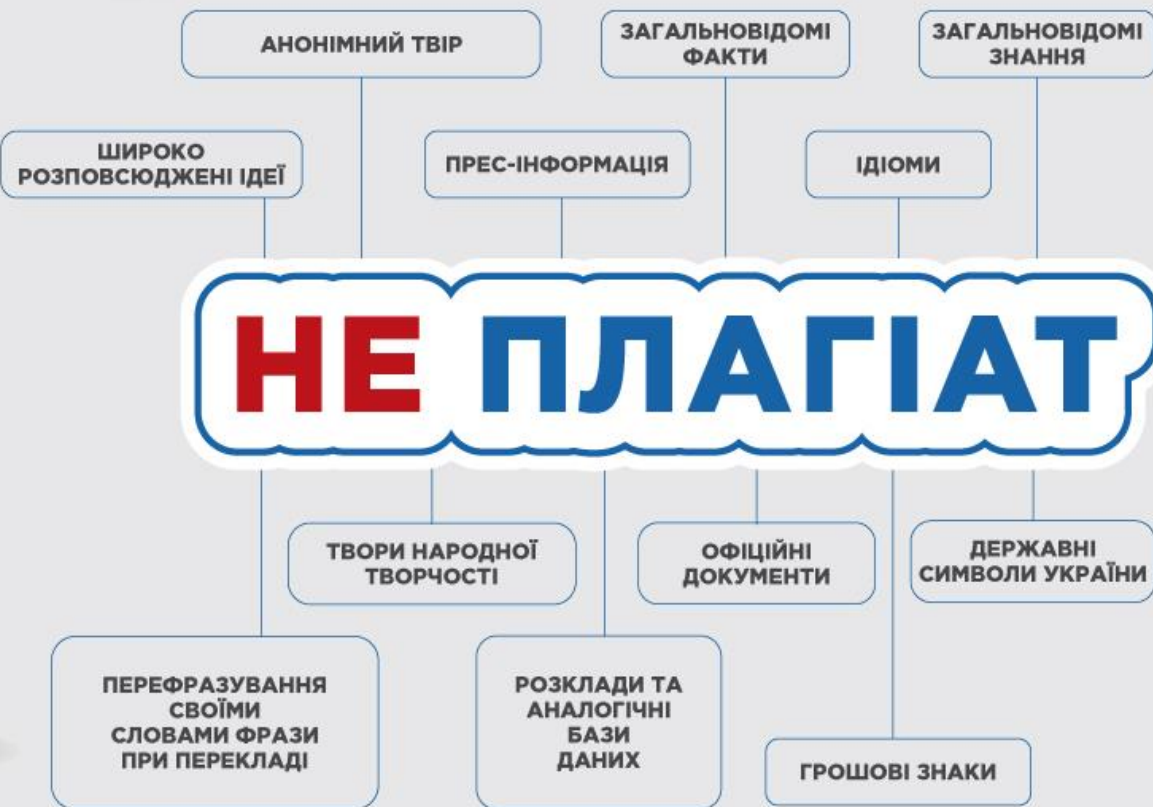 АНОНІМНИЙ ТВІР
ЗАГАЛЬНОВІДОМІ
ФАКТИ
ЗАГАЛЬНОВІДОМІ
ЗНАННЯ
ШИРОКО
РОЗПОВСЮДЖЕНІ ІДЕЇ
ПРЕС-ІНФОРМАЦІЯ
ІДІОМИ
НЕ ПЛАГІАТ
ТВОРИ НАРОДНОЇ
ТВОРЧОСТІ
ОФІЦІЙНІ
ДОКУМЕНТИ
ДЕРЖАВНІ
СИМВОЛИ УКРАЇНИ
ПЕРЕФРАЗУВАННЯ
СВОЇМИ
СЛОВАМИ ФРАЗИ
ПРИ ПЕРЕКЛАДІ
РОЗКЛАДИ ТА
АНАЛОГІЧНІ
БАЗИ
ДАНИХ
ГРОШОВІ ЗНАКИ